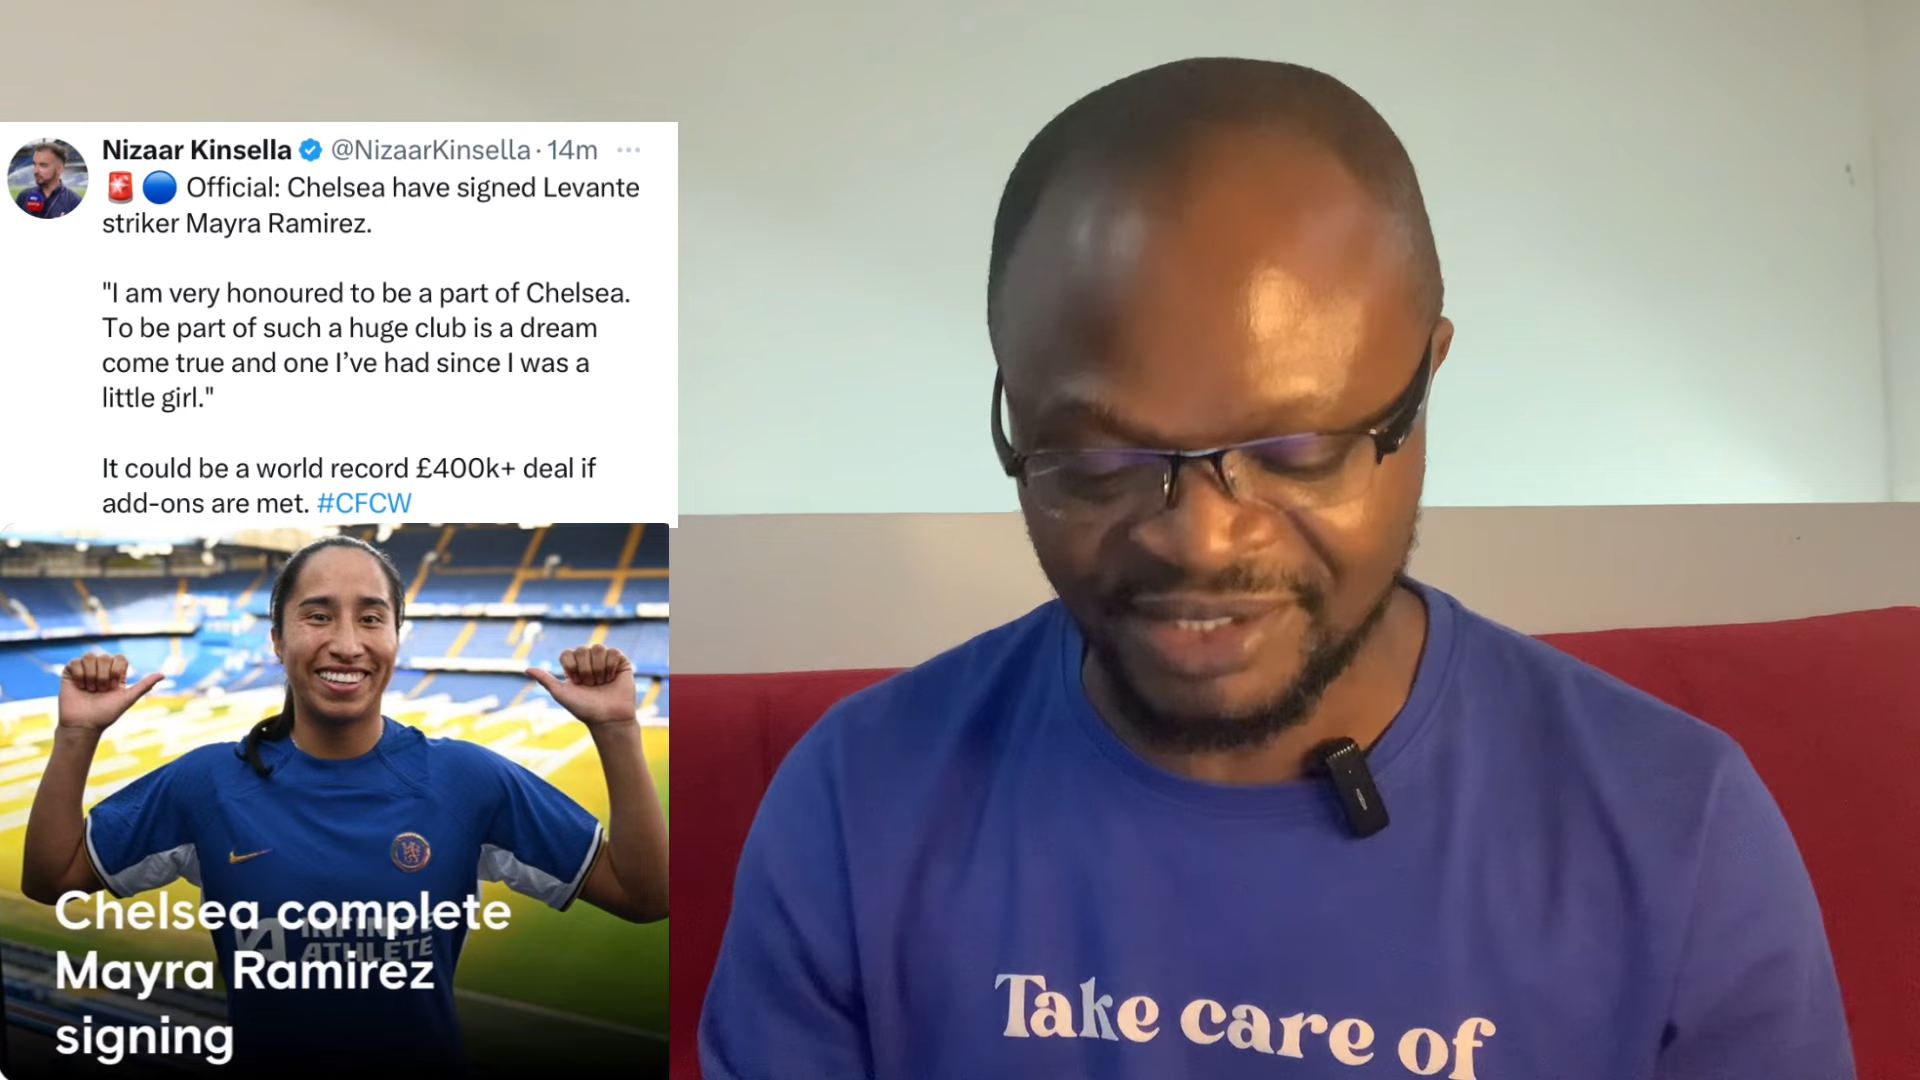 Nizaar Kinsella @NizaarKinsella · 14m ...
🚨 🔵 Official: Chelsea have signed Levante
striker Mayra Ramirez.
"I am very honoured to be a part of Chelsea.
To be part of such a huge club is a dream
come true and one I’ve had since I was a
little girl."
It could be a world record £400k+ deal if
add-ons are met. #CFCW
INFINITE
ATHLETE
Chelsea complete
Mayra Ramirez
signing
Take care of